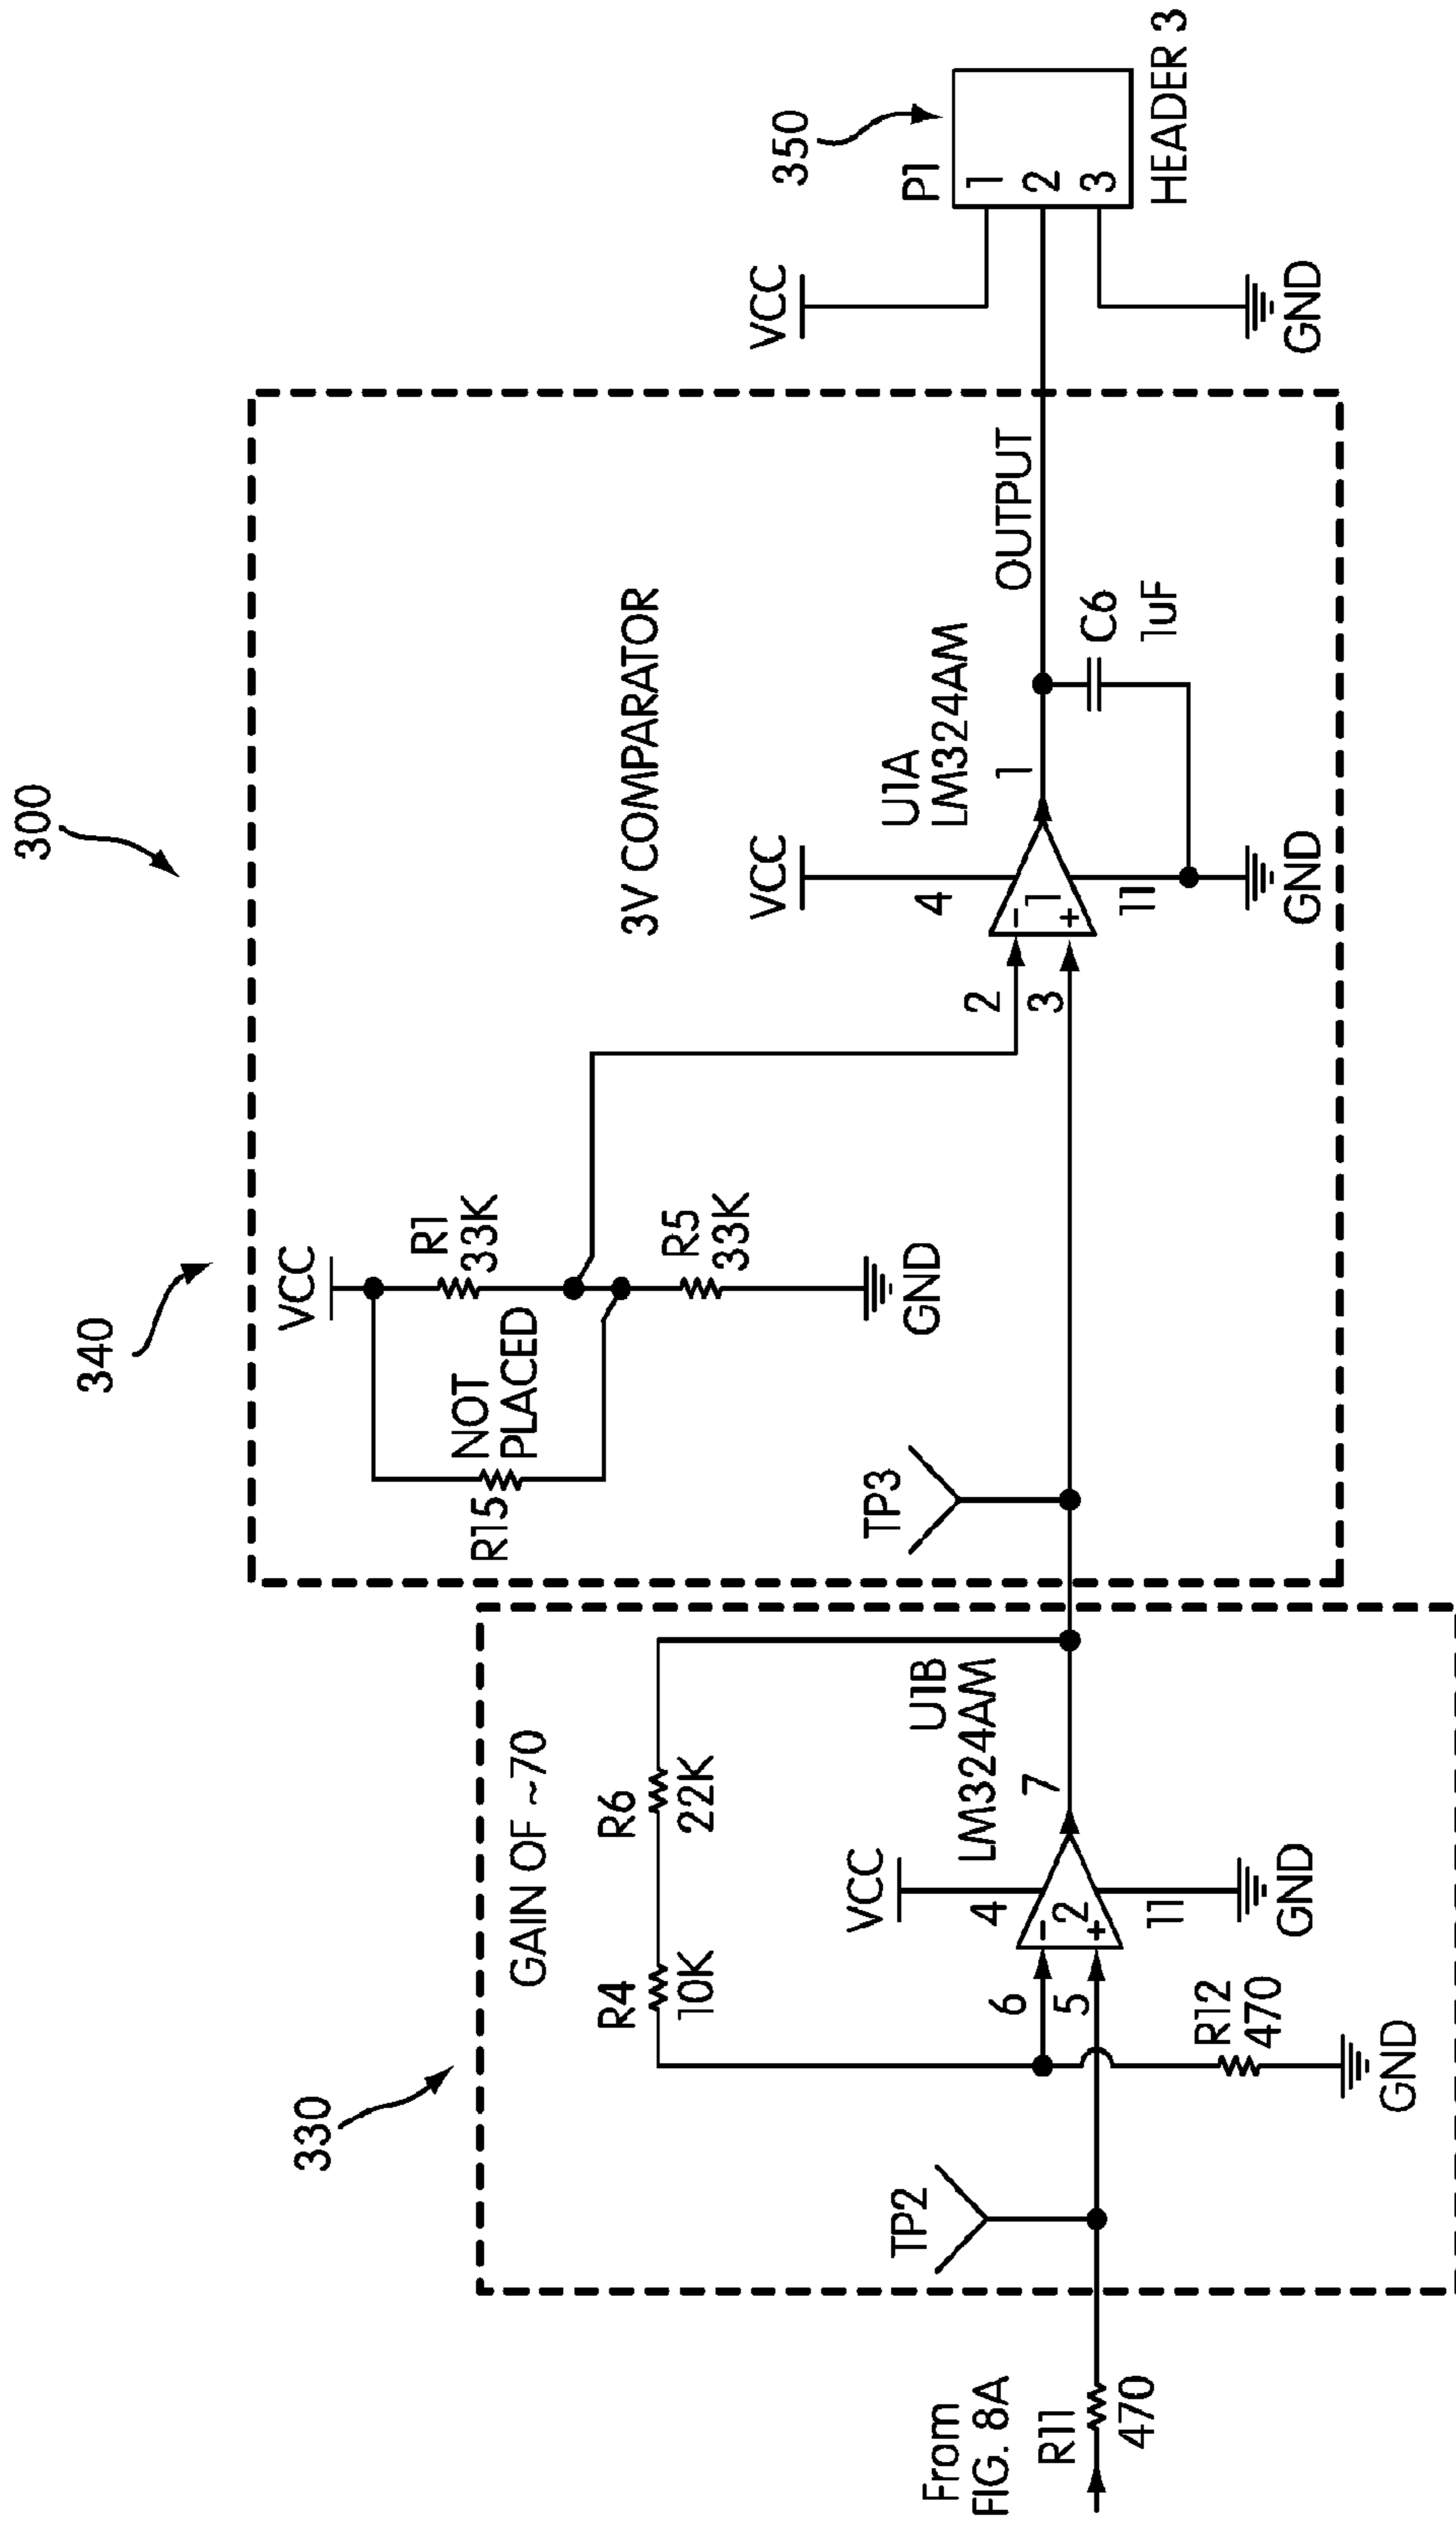 300
340
330
350
GAIN OF ~70
R4
10K
R6
22K
From
FIG. 8A
R11
470
TP2
6
5
2
-
+
VCC
4
11
GND
R12
470
GND
7
U1B
LM324AM
TP3
VCC
R15
NOT
PLACED
R1
33K
R5
33K
GND
3V COMPARATOR
2
3
1
-
+
VCC
4
11
GND
U1A
LM324AM
1
C6
1uF
OUTPUT
VCC
P1
1
2
3
HEADER 3
GND